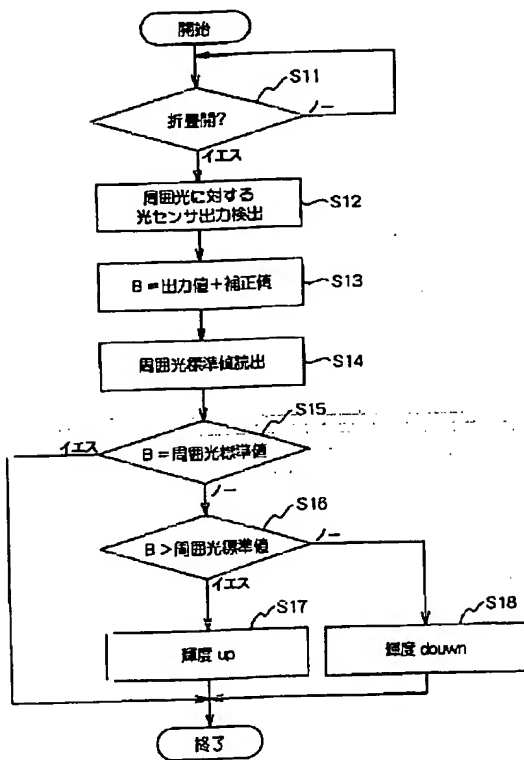 開始
S11
折畳開?
ノー
イエス
周囲光に対する
光センサ出力検出
S12
B=出力値+補正値
S13
周囲光標準値読出
S14
S15
イエス
B=周囲光標準値
ノー
S16
B>周囲光標準値
ノー
イエス
S17
S18
輝度 up
輝度 douwn
終了